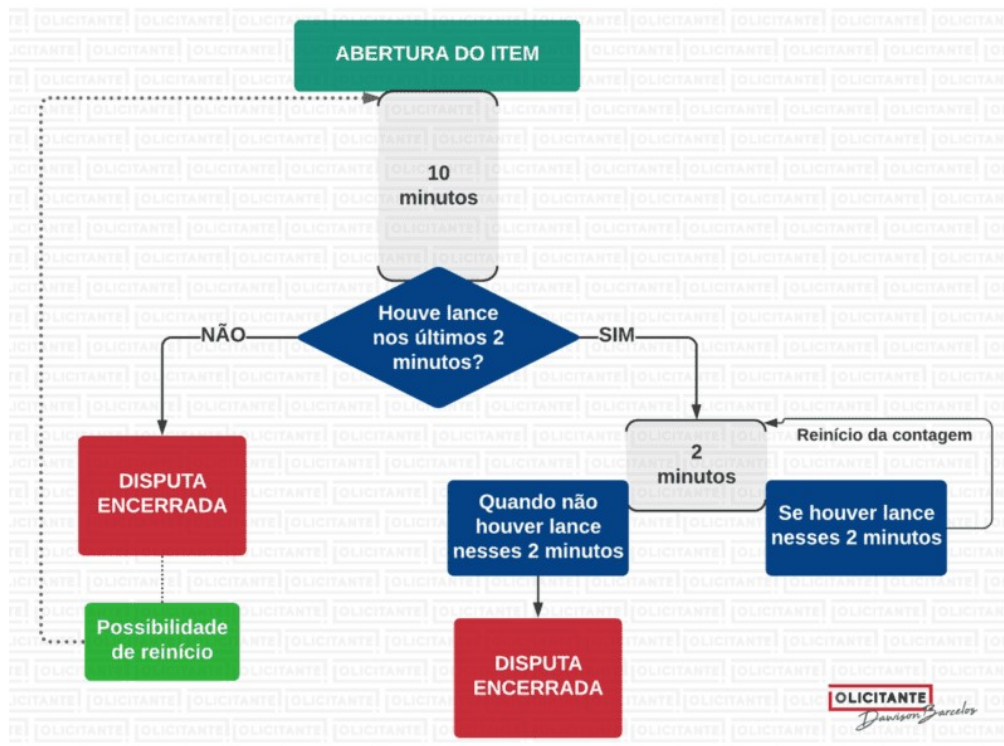 ABERTURA DO ITEM
10
minutos
Houve lance
nos últimos 2
minutos?
NÃO
SIM
DISPUTA
ENCERRADA
Possibilidade
de reinício
2
minutos
Reinício da contagem
Quando não
houver lance
nesses 2 minutos
Se houver lance
nesses 2 minutos
DISPUTA
ENCERRADA
OLICITANTE
Dawison Barcelos